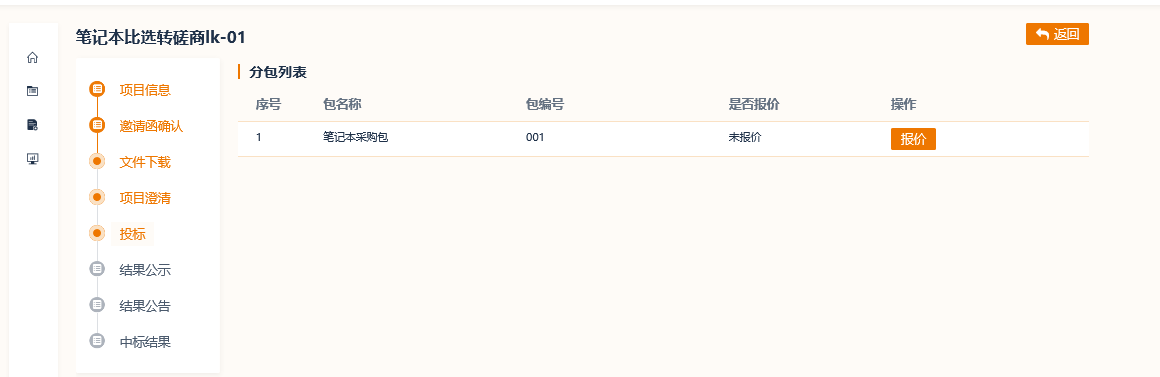 笔记本比选转磋商lk-01
返回
项目信息
邀请函确认
文件下载
项目澄清
投标
结果公示
结果公告
中标结果
分包列表
序号 包名称 包编号 是否报价 操作
1 笔记本采购包 001 未报价 报价